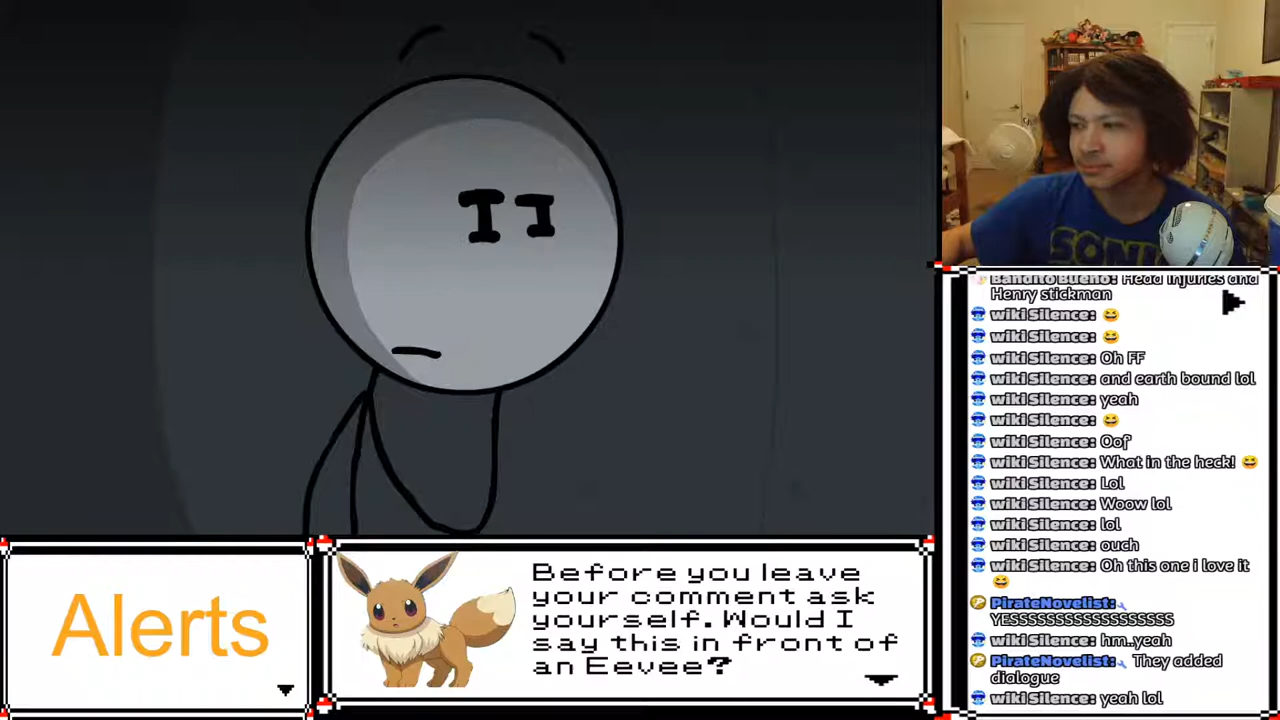 SONIC
Bandito Bueno: Head injuries and
Henry stickman
wiki Silence: 😆
wiki Silence: 😆
wiki Silence: Oh FF
wiki Silence: and earth bound lol
wiki Silence: yeah
wiki Silence: 😆
wiki Silence: Oof
wiki Silence: What in the heck! 😆
wiki Silence: Lol
wiki Silence: Woow lol
wiki Silence: lol
wiki Silence: ouch
wiki Silence: Oh this one i love it
😆
PirateNovelist:
YESSSSSSSSSSSSSSSSSS
wiki Silence: hm..yeah
PirateNovelist: They added
dialogue
wiki Silence: yeah lol
Alerts
Before you leave
your comment ask
yourself. Would I
say this in front of
an Eevee?